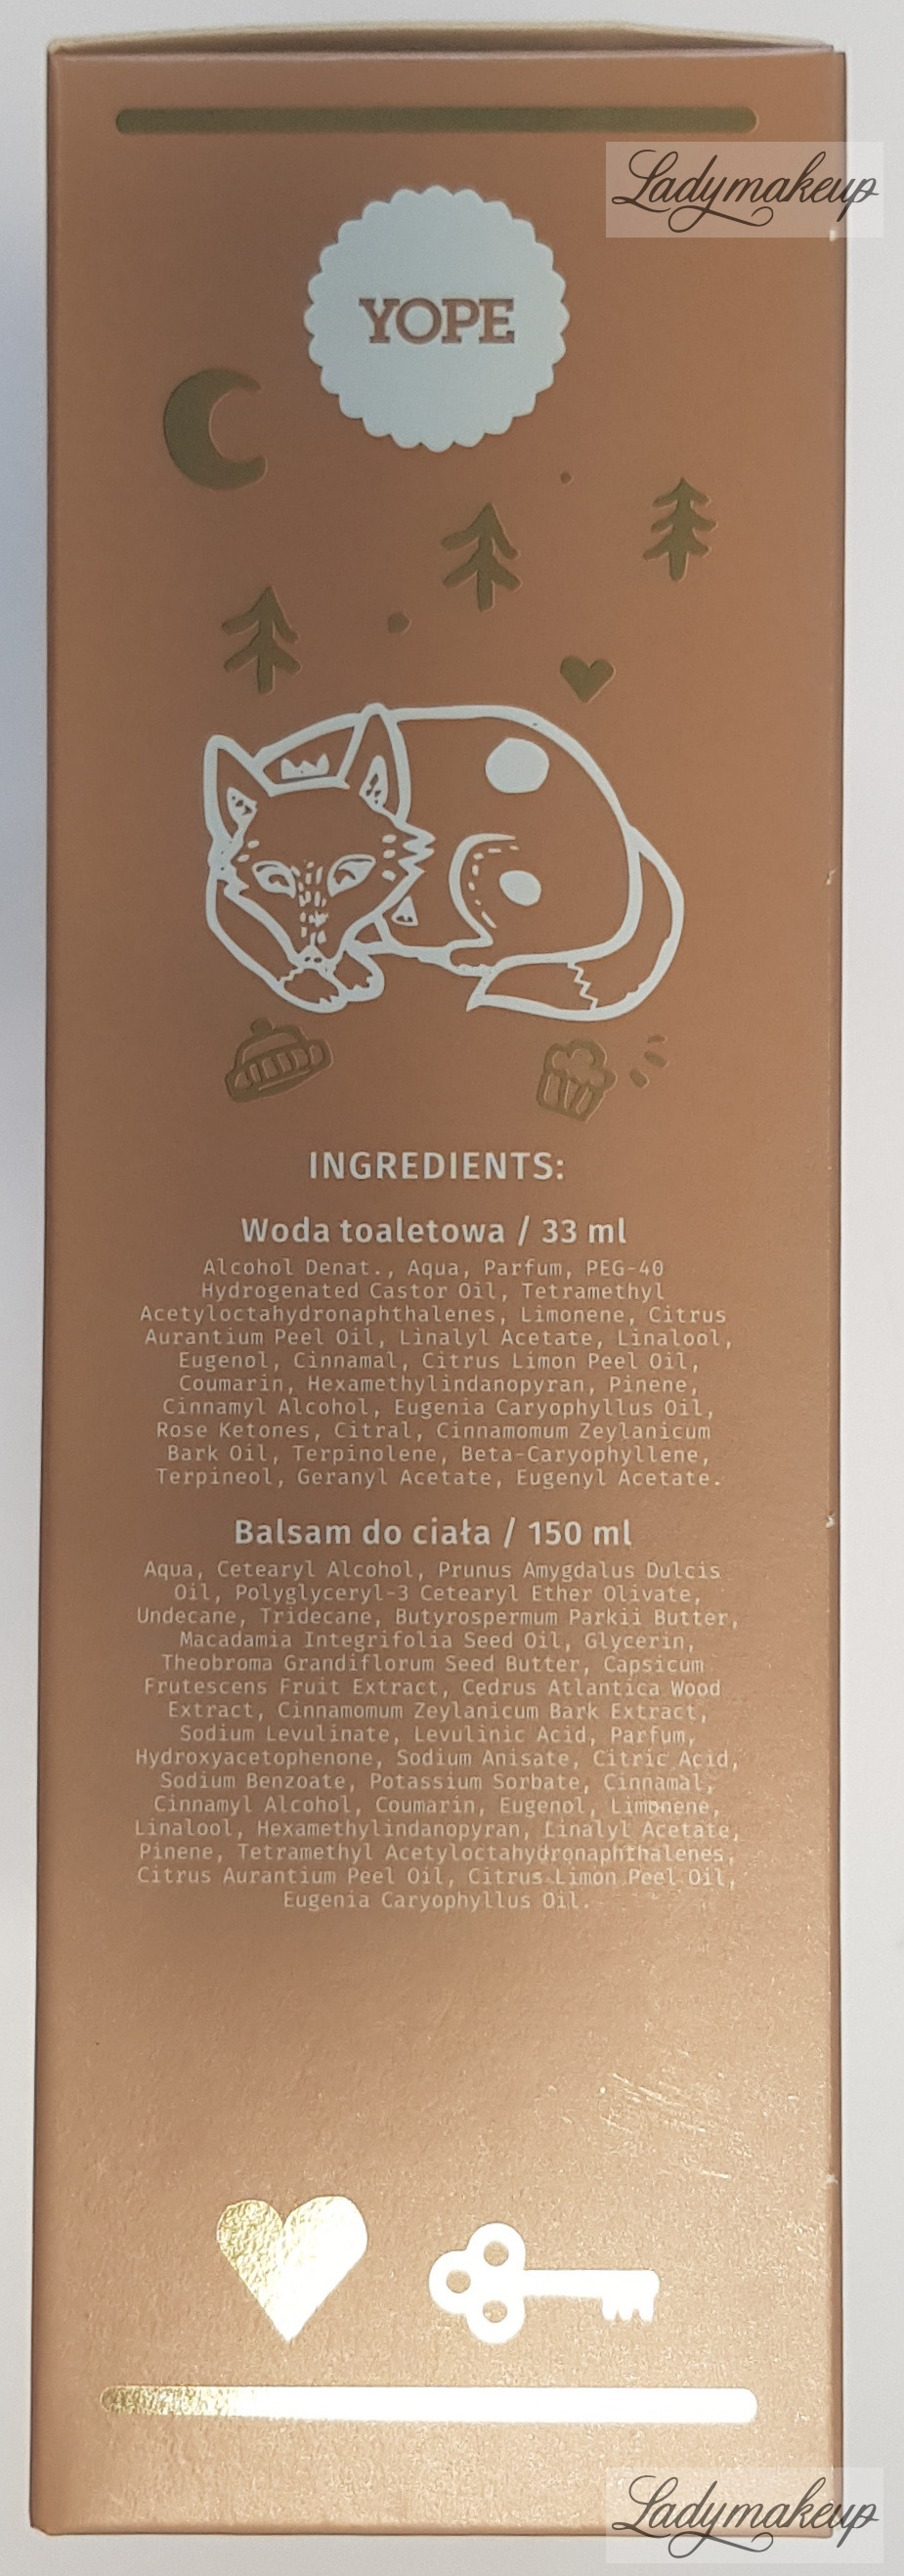 Ladymakeup
YOPE
INGREDIENTS:
Woda toaletowa / 33 ml
Alcohol Denat., Aqua, Parfum, PEG-40
Hydrogenated Castor Oil, Tetramethyl
Acetyloctahydronaphthalenes, Limonene, Citrus
Aurantium Peel Oil, Linalyl Acetate, Linalool,
Eugenol, Cinnamal, Citrus Limon Peel Oil,
Coumarin, Hexamethylindanopyran, Pinene,
Cinnamyl Alcohol, Eugenia Caryophyllus Oil,
Rose Ketones, Citral, Cinnamomum Zeylanicum
Bark Oil, Terpinolene, Beta-Caryophyllene,
Terpineol, Geranyl Acetate, Eugenyl Acetate.
Balsam do ciała / 150 ml
Aqua, Cetearyl Alcohol, Prunus Amygdalus Dulcis
Oil, Polyglyceryl-3 Cetearyl Ether Olivate,
Undecane, Tridecane, Butyrospermum Parkii Butter,
Macadamia Integrifolia Seed Oil, Glycerin,
Theobroma Grandiflorum Seed Butter, Capsicum
Frutescens Fruit Extract, Cedrus Atlantica Wood
Extract, Cinnamomum Zeylanicum Bark Extract,
Sodium Levulinate, Levulinic Acid, Parfum,
Hydroxyacetophenone, Sodium Anisate, Citric Acid,
Sodium Benzoate, Potassium Sorbate, Cinnamal,
Cinnamyl Alcohol, Coumarin, Eugenol, Limonene,
Linalool, Hexamethylindanopyran, Linalyl Acetate,
Pinene, Tetramethyl Acetyloctahydronaphthalenes,
Citrus Aurantium Peel Oil, Citrus Limon Peel Oil,
Eugenia Caryophyllus Oil.
Ladymakeup